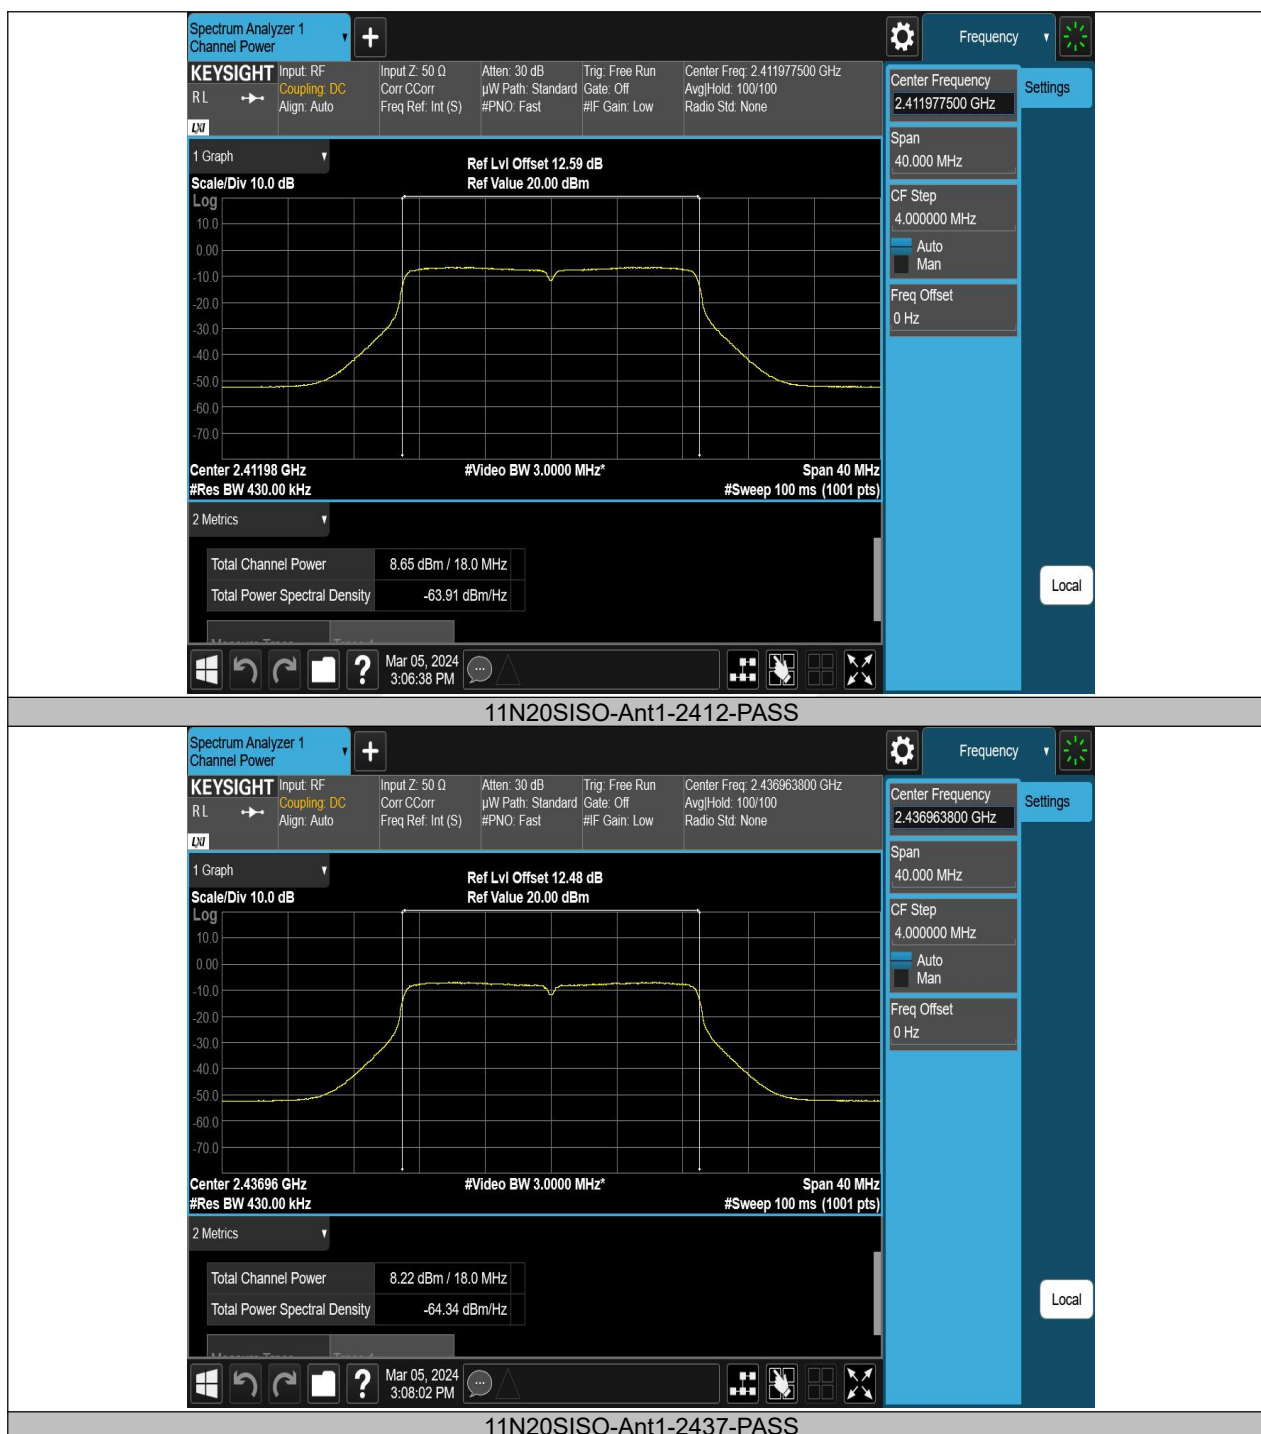 Spectrum Analyzer 1
Channel Power
+
Frequency
KEYSIGHT
RL
LXI
Input: RF
Coupling: DC
Align: Auto
Input Z: 50 Ω
Corr CCorr
Freq Ref: Int (S)
Atten: 30 dB
µW Path: Standard
#PNO: Fast
Trig: Free Run
Gate: Off
#IF Gain: Low
Center Freq: 2.411977500 GHz
Avg|Hold: 100/100
Radio Std: None
Center Frequency
2.411977500 GHz
Settings
Span
40.000 MHz
CF Step
4.000000 MHz
Auto
Man
Freq Offset
0 Hz
Local
1 Graph
Scale/Div 10.0 dB
Ref Lvl Offset 12.59 dB
Ref Value 20.00 dBm
Log
10.0
0.00
-10.0
-20.0
-30.0
-40.0
-50.0
-60.0
-70.0
Center 2.41198 GHz
#Res BW 430.00 kHz
#Video BW 3.0000 MHz*
Span 40 MHz
#Sweep 100 ms (1001 pts)
2 Metrics
Total Channel Power 8.65 dBm / 18.0 MHz
Total Power Spectral Density -63.91 dBm/Hz
?
Mar 05, 2024
3:06:38 PM
11N20SISO-Ant1-2412-PASS
Spectrum Analyzer 1
Channel Power
+
Frequency
KEYSIGHT
RL
LXI
Input: RF
Coupling: DC
Align: Auto
Input Z: 50 Ω
Corr CCorr
Freq Ref: Int (S)
Atten: 30 dB
µW Path: Standard
#PNO: Fast
Trig: Free Run
Gate: Off
#IF Gain: Low
Center Freq: 2.436963800 GHz
Avg|Hold: 100/100
Radio Std: None
Center Frequency
2.436963800 GHz
Settings
Span
40.000 MHz
CF Step
4.000000 MHz
Auto
Man
Freq Offset
0 Hz
Local
1 Graph
Scale/Div 10.0 dB
Ref Lvl Offset 12.48 dB
Ref Value 20.00 dBm
Log
10.0
0.00
-10.0
-20.0
-30.0
-40.0
-50.0
-60.0
-70.0
Center 2.43696 GHz
#Res BW 430.00 kHz
#Video BW 3.0000 MHz*
Span 40 MHz
#Sweep 100 ms (1001 pts)
2 Metrics
Total Channel Power 8.22 dBm / 18.0 MHz
Total Power Spectral Density -64.34 dBm/Hz
?
Mar 05, 2024
3:08:02 PM
11N20SISO-Ant1-2437-PASS